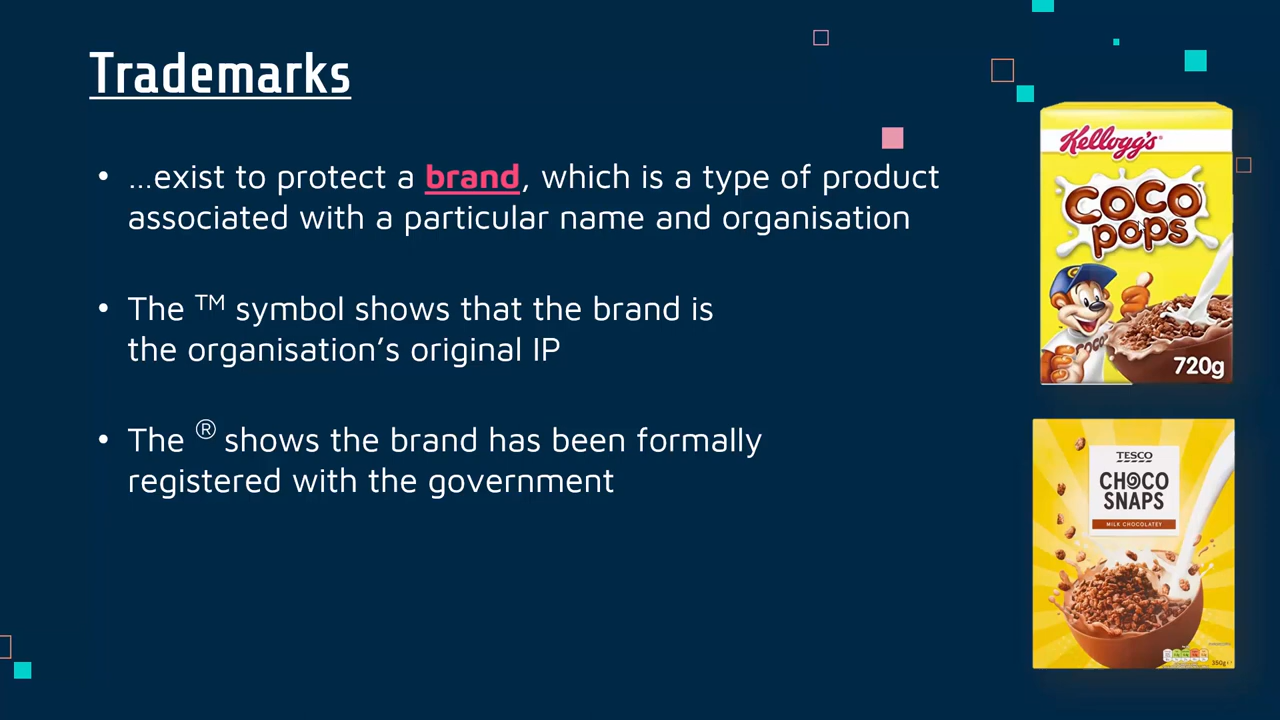 Trademarks
• ...exist to protect a brand, which is a type of product
associated with a particular name and organisation
• The ™ symbol shows that the brand is
the organisation’s original IP
• The ® shows the brand has been formally
registered with the government
Kellogg's
COCO
pops
COCO
720g
TESCO
CHOCO
SNAPS
MILK CHOCOLATEY
350g